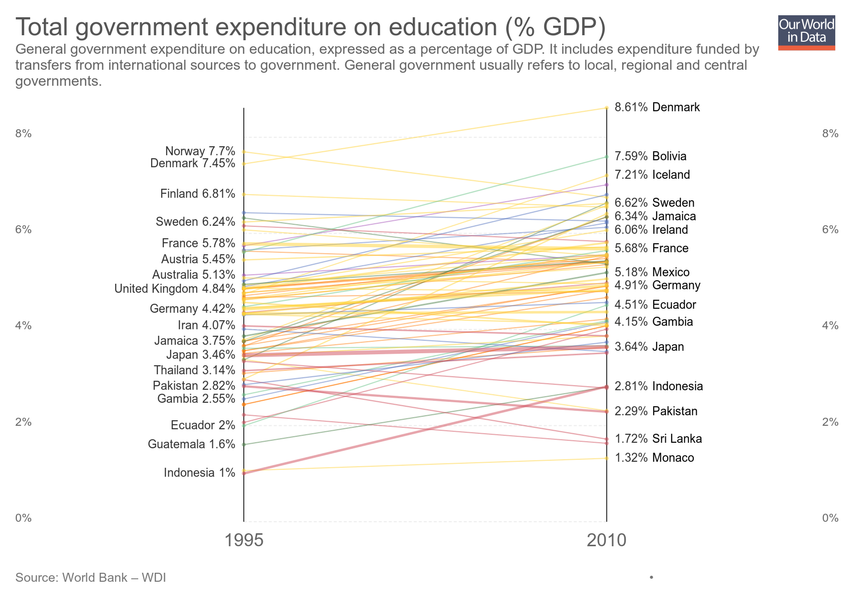 Total government expenditure on education (% GDP)
Our World
in Data
General government expenditure on education, expressed as a percentage of GDP. It includes expenditure funded by
transfers from international sources to government. General government usually refers to local, regional and central
governments.
8.61% Denmark
8%
8%
Norway 7.7%
7.59% Bolivia
Denmark 7.45%
7.21% Iceland
Finland 6.81%
6.62% Sweden
6.34% Jamaica
Sweden 6.24%
6%
6.06% Ireland
6%
France 5.78%
5.68% France
Austria 5.45%
Australia 5.13%
5.18% Mexico
United Kingdom 4.84%
4.91% Germany
Germany 4.42%
4.51% Ecuador
4%
Iran 4.07%
4.15% Gambia
4%
Jamaica 3.75%
3.64% Japan
Japan 3.46%
Thailand 3.14%
Pakistan 2.82%
2.81% Indonesia
Gambia 2.55%
2.29% Pakistan
2%
Ecuador 2%
2%
Guatemala 1.6%
1.72% Sri Lanka
1.32% Monaco
Indonesia 1%
0%
0%
1995
2010
Source: World Bank – WDI